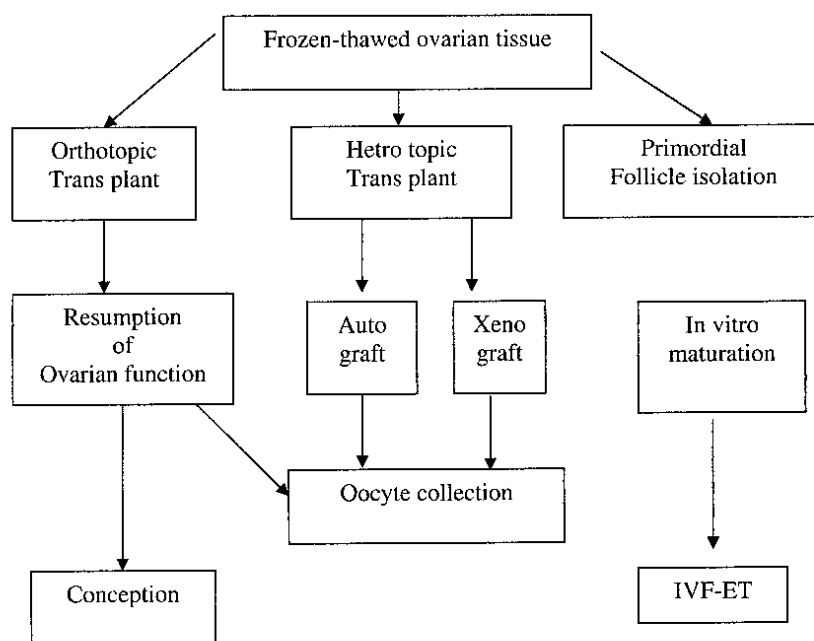 Frozen-thawed ovarian tissue
Orthotopic
Trans plant
Hetro topic
Trans plant
Primordial
Follicle isolation
Resumption
of
Ovarian function
Auto
graft
Xeno
graft
In vitro
maturation
Oocyte collection
Conception
IVF-ET